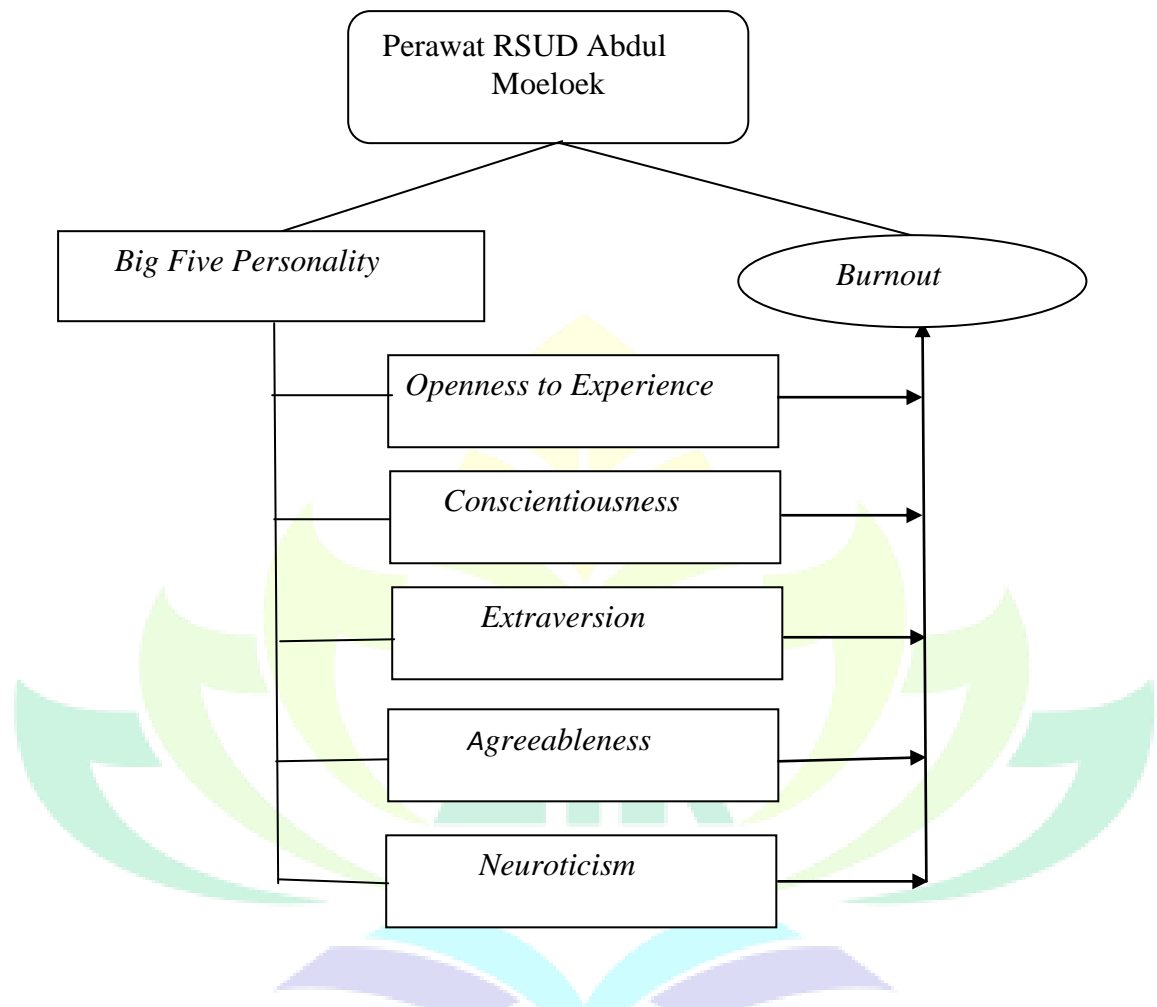 Perawat RSUD Abdul
Moeloek
Big Five Personality
Burnout
Openness to Experience
Conscientiousness
Extraversion
Agreeableness
Neuroticism